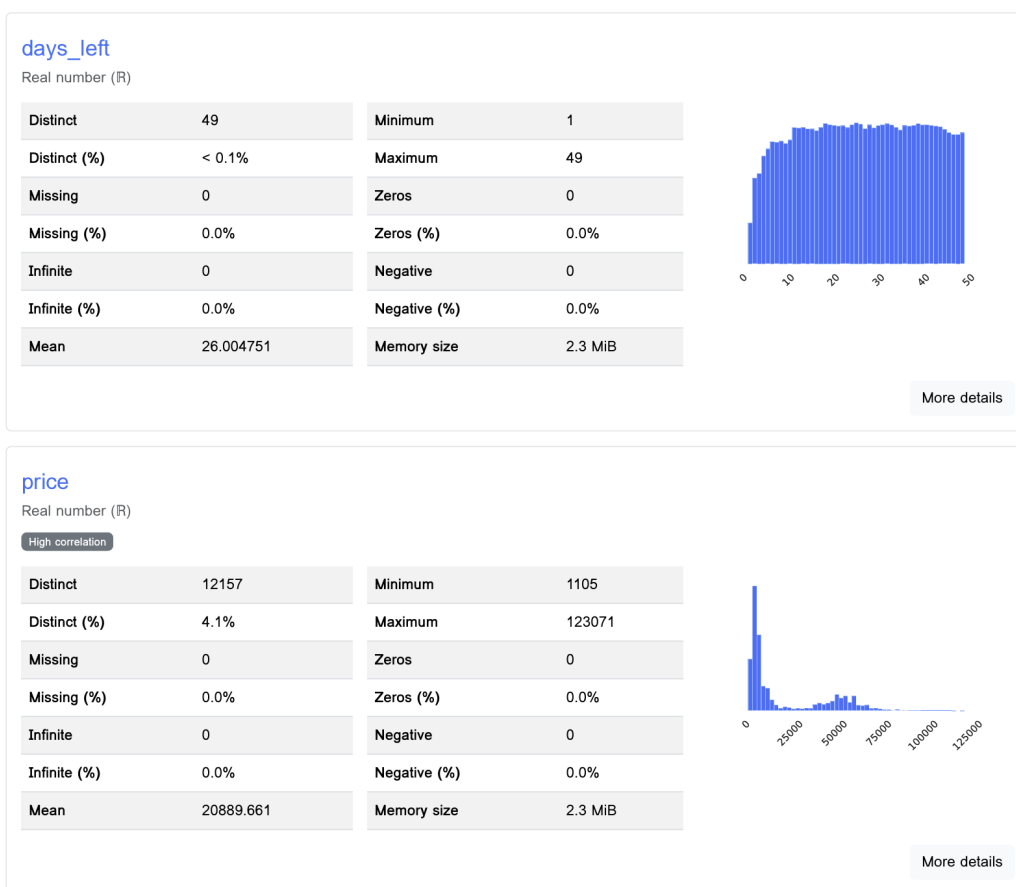 days_left
Real number (ℝ)
Distinct 49 Minimum 1
Distinct (%) < 0.1% Maximum 49
Missing 0 Zeros 0
Missing (%) 0.0% Zeros (%) 0.0%
Infinite 0 Negative 0
Infinite (%) 0.0% Negative (%) 0.0%
Mean 26.004751 Memory size 2.3 MiB
0 10 20 30 40 50
More details
price
Real number (ℝ)
High correlation
Distinct 12157 Minimum 1105
Distinct (%) 4.1% Maximum 123071
Missing 0 Zeros 0
Missing (%) 0.0% Zeros (%) 0.0%
Infinite 0 Negative 0
Infinite (%) 0.0% Negative (%) 0.0%
Mean 20889.661 Memory size 2.3 MiB
0 25000 50000 75000 100000 125000
More details